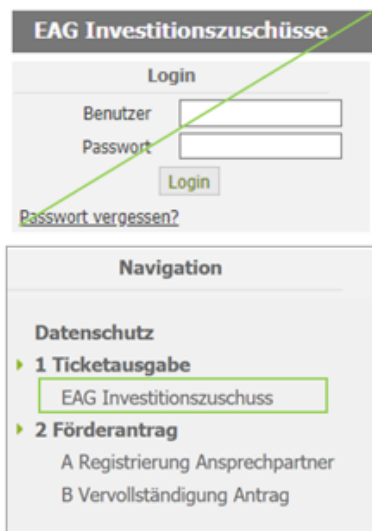 EAG Investitionszuschüsse
Login
Benutzer
Passwort
Login
Passwort vergessen?
Navigation
Datenschutz
1 Ticketausgabe
EAG Investitionszuschuss
2 Förderantrag
A Registrierung Ansprechpartner
B Vervollständigung Antrag